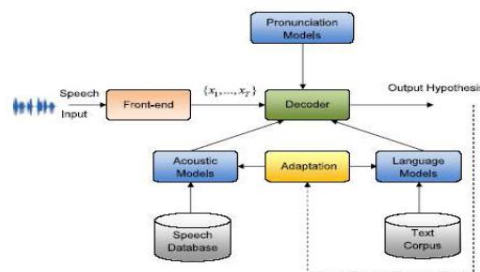 Pronunciation
Models
Speech
Input
Front-end
{x₁,...,x_T}
Decoder
Output Hypothesis
Acoustic
Models
Adaptation
Language
Models
Speech
Database
Text
Corpus